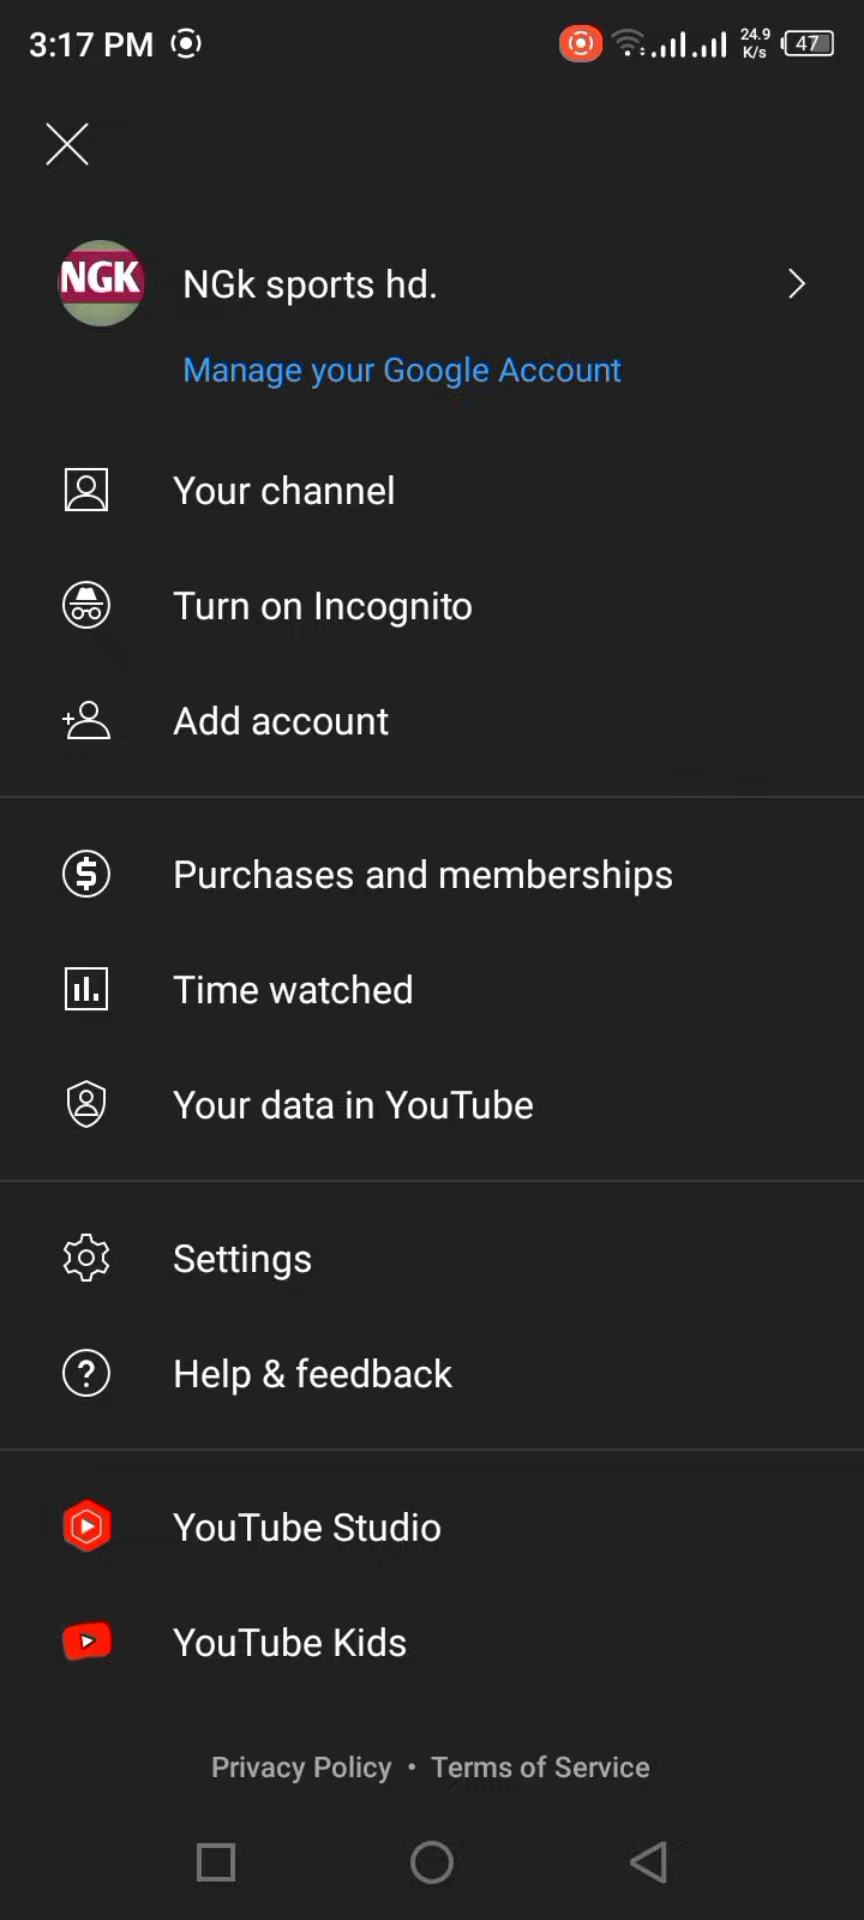 3:17 PM 24.9 K/s 47
NGK NGk sports hd.
Manage your Google Account
Your channel
Turn on Incognito
Add account
Purchases and memberships
Time watched
Your data in YouTube
Settings
Help & feedback
YouTube Studio
YouTube Kids
Privacy Policy • Terms of Service